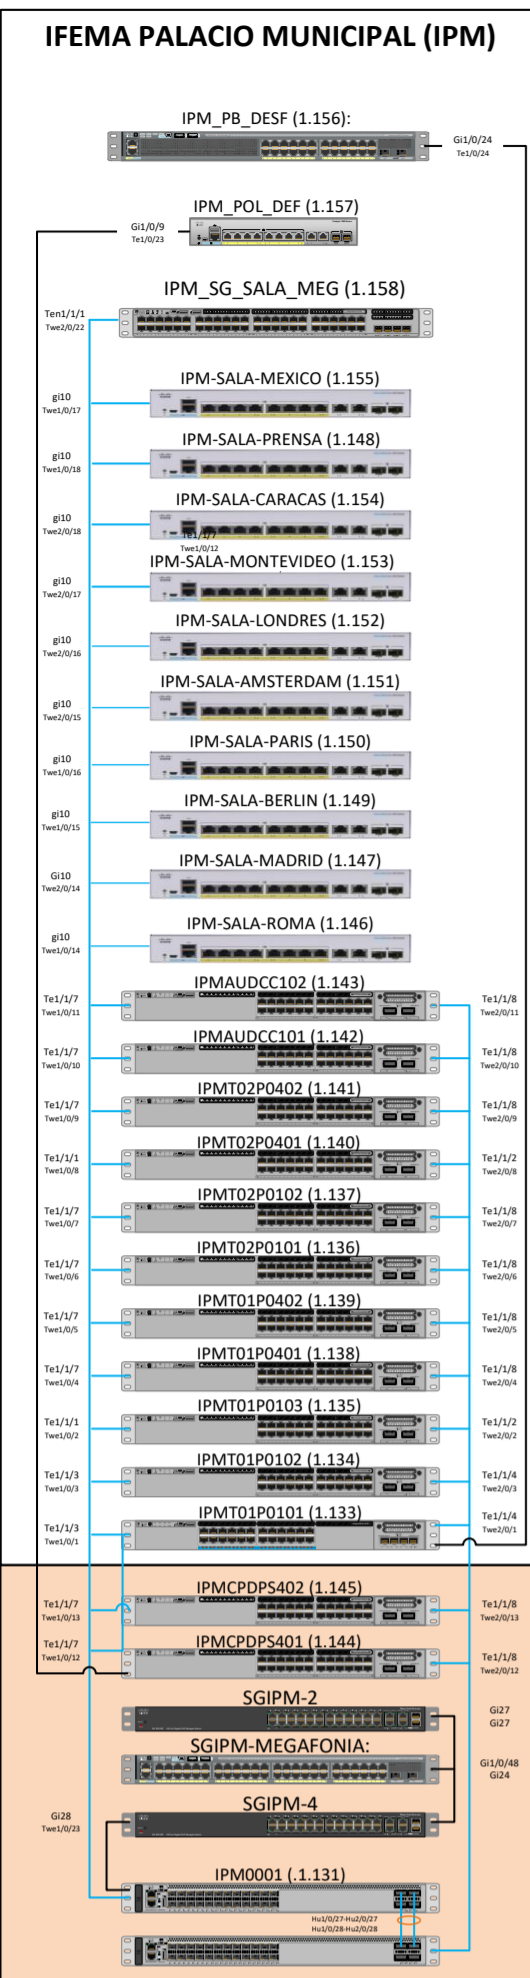 IFEMA PALACIO MUNICIPAL (IPM)
IPM_PB_DESF (1.156):
Gi1/0/24
Te1/0/24
IPM_POL_DEF (1.157)
Gi1/0/9
Te1/0/23
IPM_SG_SALA_MEG (1.158)
Ten1/1/1
Twe2/0/22
IPM-SALA-MEXICO (1.155)
gi10
Twe1/0/17
IPM-SALA-PRENSA (1.148)
gi10
Twe1/0/18
IPM-SALA-CARACAS (1.154)
gi10
Twe2/0/18
Te1/1/7
Twe1/0/12
IPM-SALA-MONTEVIDEO (1.153)
gi10
Twe2/0/17
IPM-SALA-LONDRES (1.152)
gi10
Twe2/0/16
IPM-SALA-AMSTERDAM (1.151)
gi10
Twe2/0/15
IPM-SALA-PARIS (1.150)
gi10
Twe1/0/16
IPM-SALA-BERLIN (1.149)
gi10
Twe1/0/15
IPM-SALA-MADRID (1.147)
Gi10
Twe2/0/14
IPM-SALA-ROMA (1.146)
gi10
Twe1/0/14
IPMAUDCC102 (1.143)
Te1/1/7
Twe1/0/11
Te1/1/8
Twe2/0/11
IPMAUDCC101 (1.142)
Te1/1/7
Twe1/0/10
Te1/1/8
Twe2/0/10
IPMT02P0402 (1.141)
Te1/1/7
Twe1/0/9
Te1/1/8
Twe2/0/9
IPMT02P0401 (1.140)
Te1/1/1
Twe1/0/8
Te1/1/2
Twe2/0/8
IPMT02P0102 (1.137)
Te1/1/7
Twe1/0/7
Te1/1/8
Twe2/0/7
IPMT02P0101 (1.136)
Te1/1/7
Twe1/0/6
Te1/1/8
Twe2/0/6
IPMT01P0402 (1.139)
Te1/1/7
Twe1/0/5
Te1/1/8
Twe2/0/5
IPMT01P0401 (1.138)
Te1/1/7
Twe1/0/4
Te1/1/8
Twe2/0/4
IPMT01P0103 (1.135)
Te1/1/1
Twe1/0/2
Te1/1/2
Twe2/0/2
IPMT01P0102 (1.134)
Te1/1/3
Twe1/0/3
Te1/1/4
Twe2/0/3
IPMT01P0101 (1.133)
Te1/1/3
Twe1/0/1
Te1/1/4
Twe2/0/1
IPMCPDPS402 (1.145)
Te1/1/7
Twe1/0/13
Te1/1/8
Twe2/0/13
IPMCPDPS401 (1.144)
Te1/1/7
Twe1/0/12
Te1/1/8
Twe2/0/12
SGIPM-2
Gi27
Gi27
SGIPM-MEGAFONIA:
Gi1/0/48
Gi24
SGIPM-4
Gi28
Twe1/0/23
IPM0001 (.1.131)
Hu1/0/27-Hu2/0/27
Hu1/0/28-Hu2/0/28